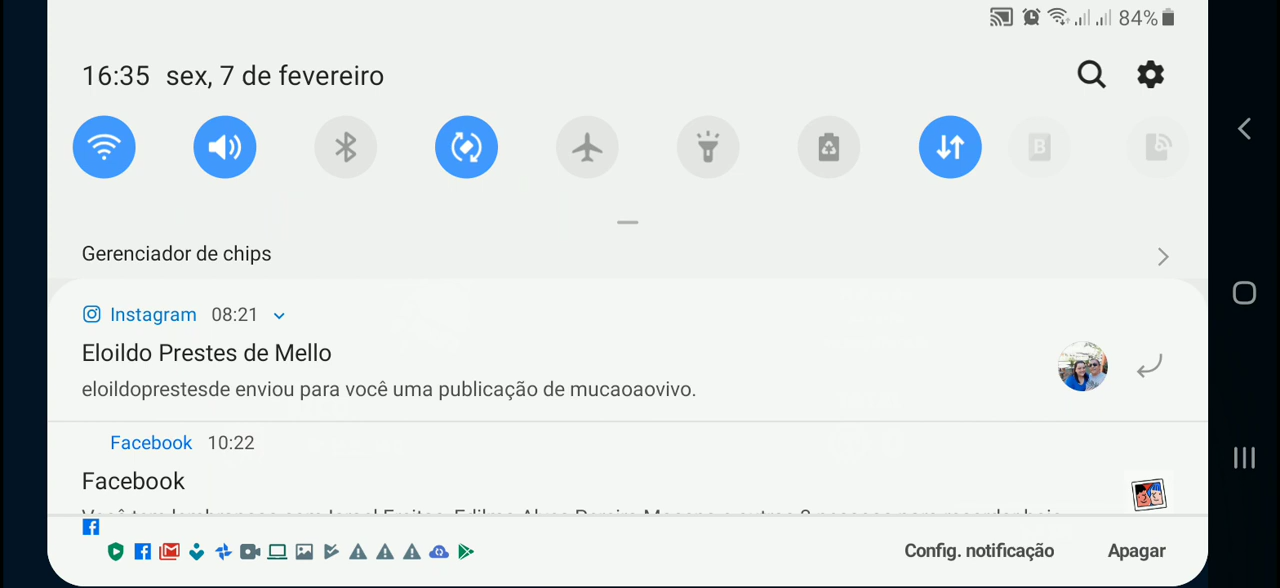 84%
16:35 sex, 7 de fevereiro
B
Gerenciador de chips
Instagram 08:21
Eloildo Prestes de Mello
eloildoprestesde enviou para você uma publicação de mucaoaovivo.
Facebook 10:22
Facebook
Config. notificação Apagar